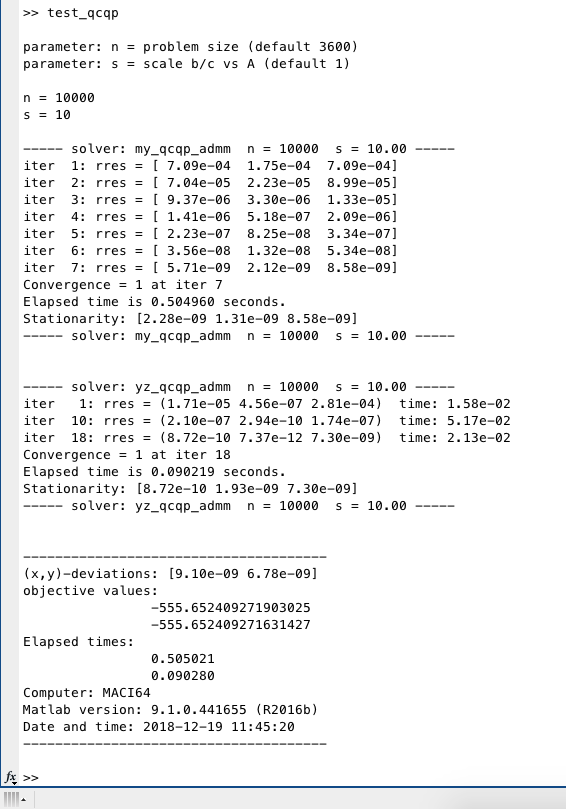 >> test_qcqp
parameter: n = problem size (default 3600)
parameter: s = scale b/c vs A (default 1)
n = 10000
s = 10
----- solver: my_qcqp_admm  n = 10000  s = 10.00 -----
iter  1: rres = [ 7.09e-04  1.75e-04  7.09e-04]
iter  2: rres = [ 7.04e-05  2.23e-05  8.99e-05]
iter  3: rres = [ 9.37e-06  3.30e-06  1.33e-05]
iter  4: rres = [ 1.41e-06  5.18e-07  2.09e-06]
iter  5: rres = [ 2.23e-07  8.25e-08  3.34e-07]
iter  6: rres = [ 3.56e-08  1.32e-08  5.34e-08]
iter  7: rres = [ 5.71e-09  2.12e-09  8.58e-09]
Convergence = 1 at iter 7
Elapsed time is 0.504960 seconds.
Stationarity: [2.28e-09 1.31e-09 8.58e-09]
----- solver: my_qcqp_admm  n = 10000  s = 10.00 -----
----- solver: yz_qcqp_admm  n = 10000  s = 10.00 -----
iter   1: rres = (1.71e-05 4.56e-07 2.81e-04)  time: 1.58e-02
iter  10: rres = (2.10e-07 2.94e-10 1.74e-07)  time: 5.17e-02
iter  18: rres = (8.72e-10 7.37e-12 7.30e-09)  time: 2.13e-02
Convergence = 1 at iter 18
Elapsed time is 0.090219 seconds.
Stationarity: [8.72e-10 1.93e-09 7.30e-09]
----- solver: yz_qcqp_admm  n = 10000  s = 10.00 -----
--------------------------------------
(x,y)-deviations: [9.10e-09 6.78e-09]
objective values:
-555.652409271903025
-555.652409271631427
Elapsed times:
0.505021
0.090280
Computer: MACI64
Matlab version: 9.1.0.441655 (R2016b)
Date and time: 2018-12-19 11:45:20
--------------------------------------
fx >>